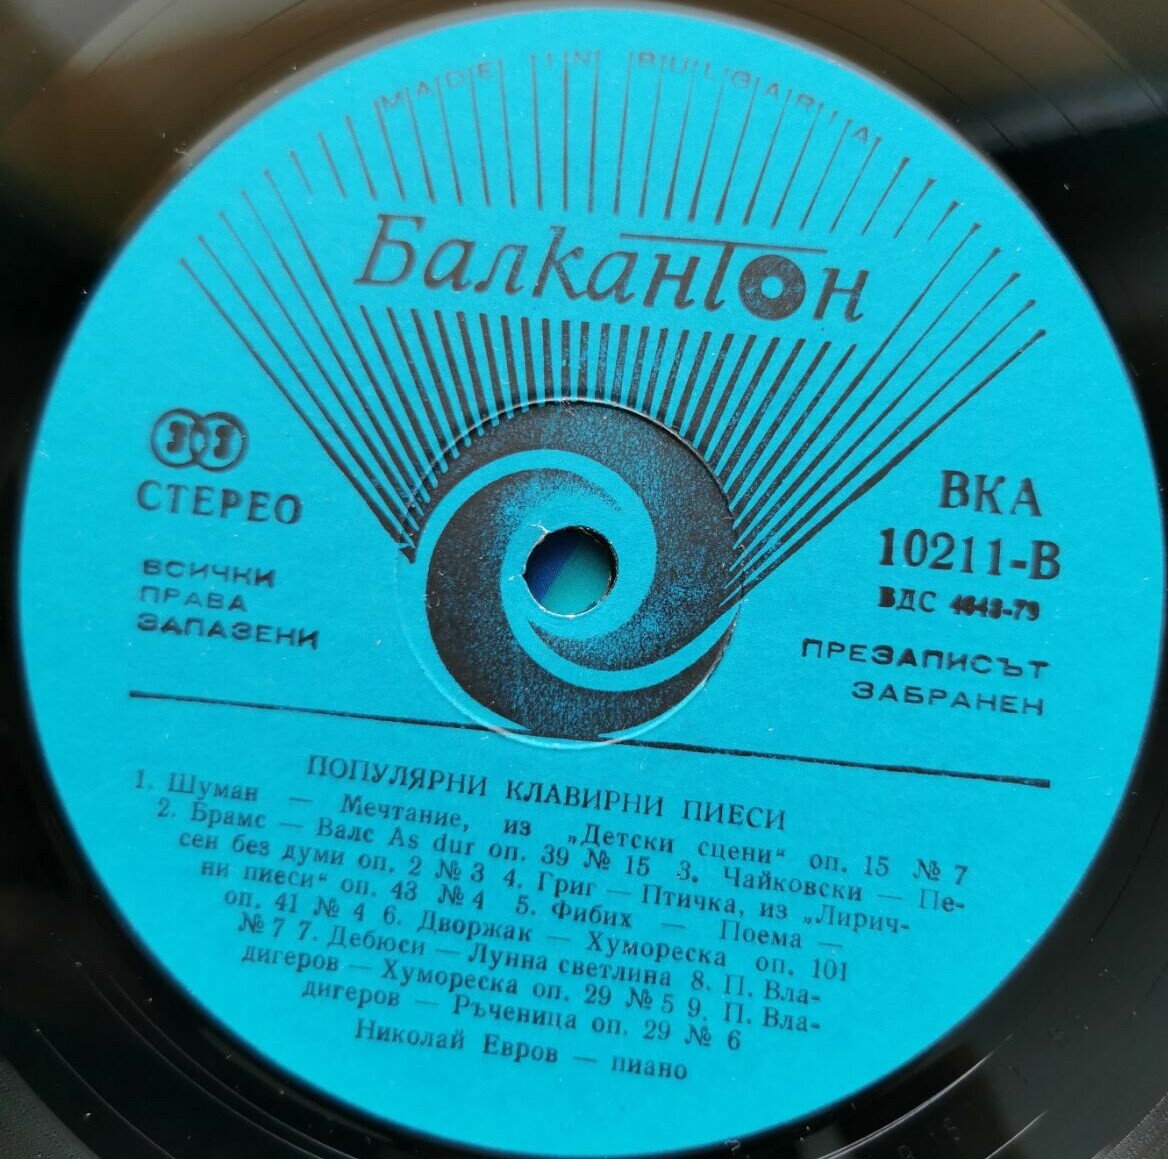 MADE IN BULGARIA
Балкантон
33
СТЕРЕО
ВСИЧКИ
ПРАВА
ЗАПАЗЕНИ
ВКА
10211-В
ВДС 4643-79
ПРЕЗАПИСЪТ
ЗАБРАНЕН
ПОПУЛЯРНИ КЛАВИРНИ ПИЕСИ
1. Шуман — Мечтание, из „Детски сцени“ оп. 15 № 7
2. Брамс — Валс As dur оп. 39 № 15 3. Чайковски — Пе-
сен без думи оп. 2 № 3 4. Григ — Птичка, из „Лирич-
ни пиеси“ оп. 43 № 4 5. Фибих — Поема —
оп. 41 № 4 6. Дворжак — Хумореска оп. 101
№ 7 7. Дебюси — Лунна светлина 8. П. Вла-
дигеров — Хумореска оп. 29 № 5 9. П. Вла-
дигеров — Ръченица оп. 29 № 6
Николай Евров — пиано